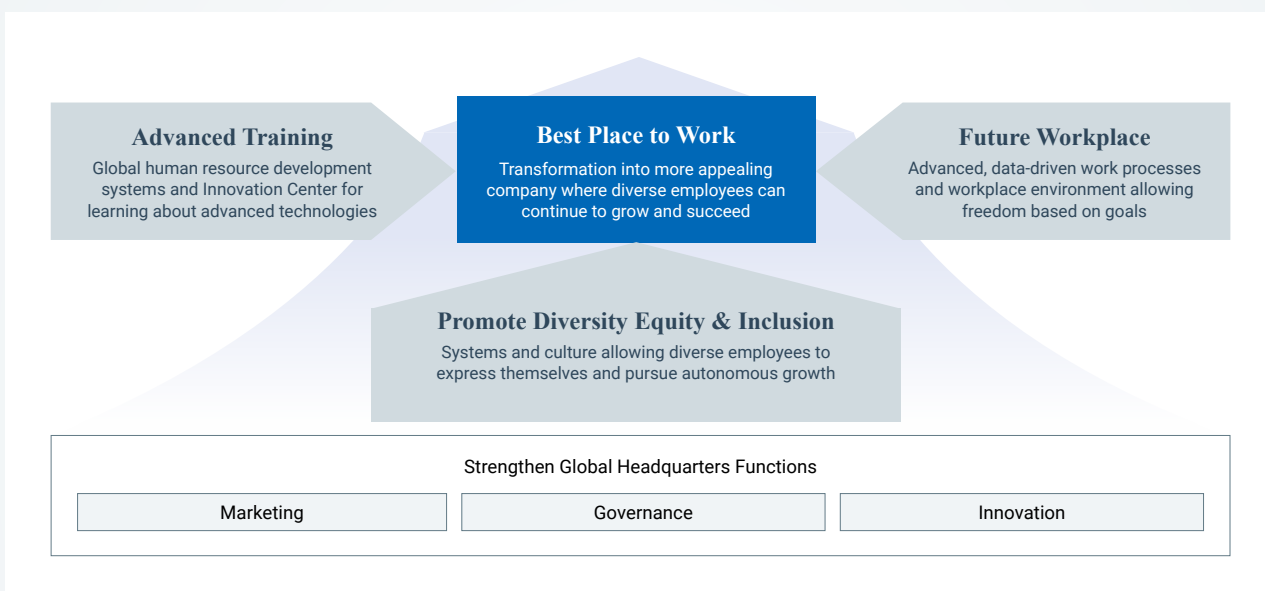 Advanced Training
Global human resource development
systems and Innovation Center for
learning about advanced technologies
Best Place to Work
Transformation into more appealing
company where diverse employees can
continue to grow and succeed
Future Workplace
Advanced, data-driven work processes
and workplace environment allowing
freedom based on goals
Promote Diversity Equity & Inclusion
Systems and culture allowing diverse employees to
express themselves and pursue autonomous growth
Strengthen Global Headquarters Functions
Marketing
Governance
Innovation